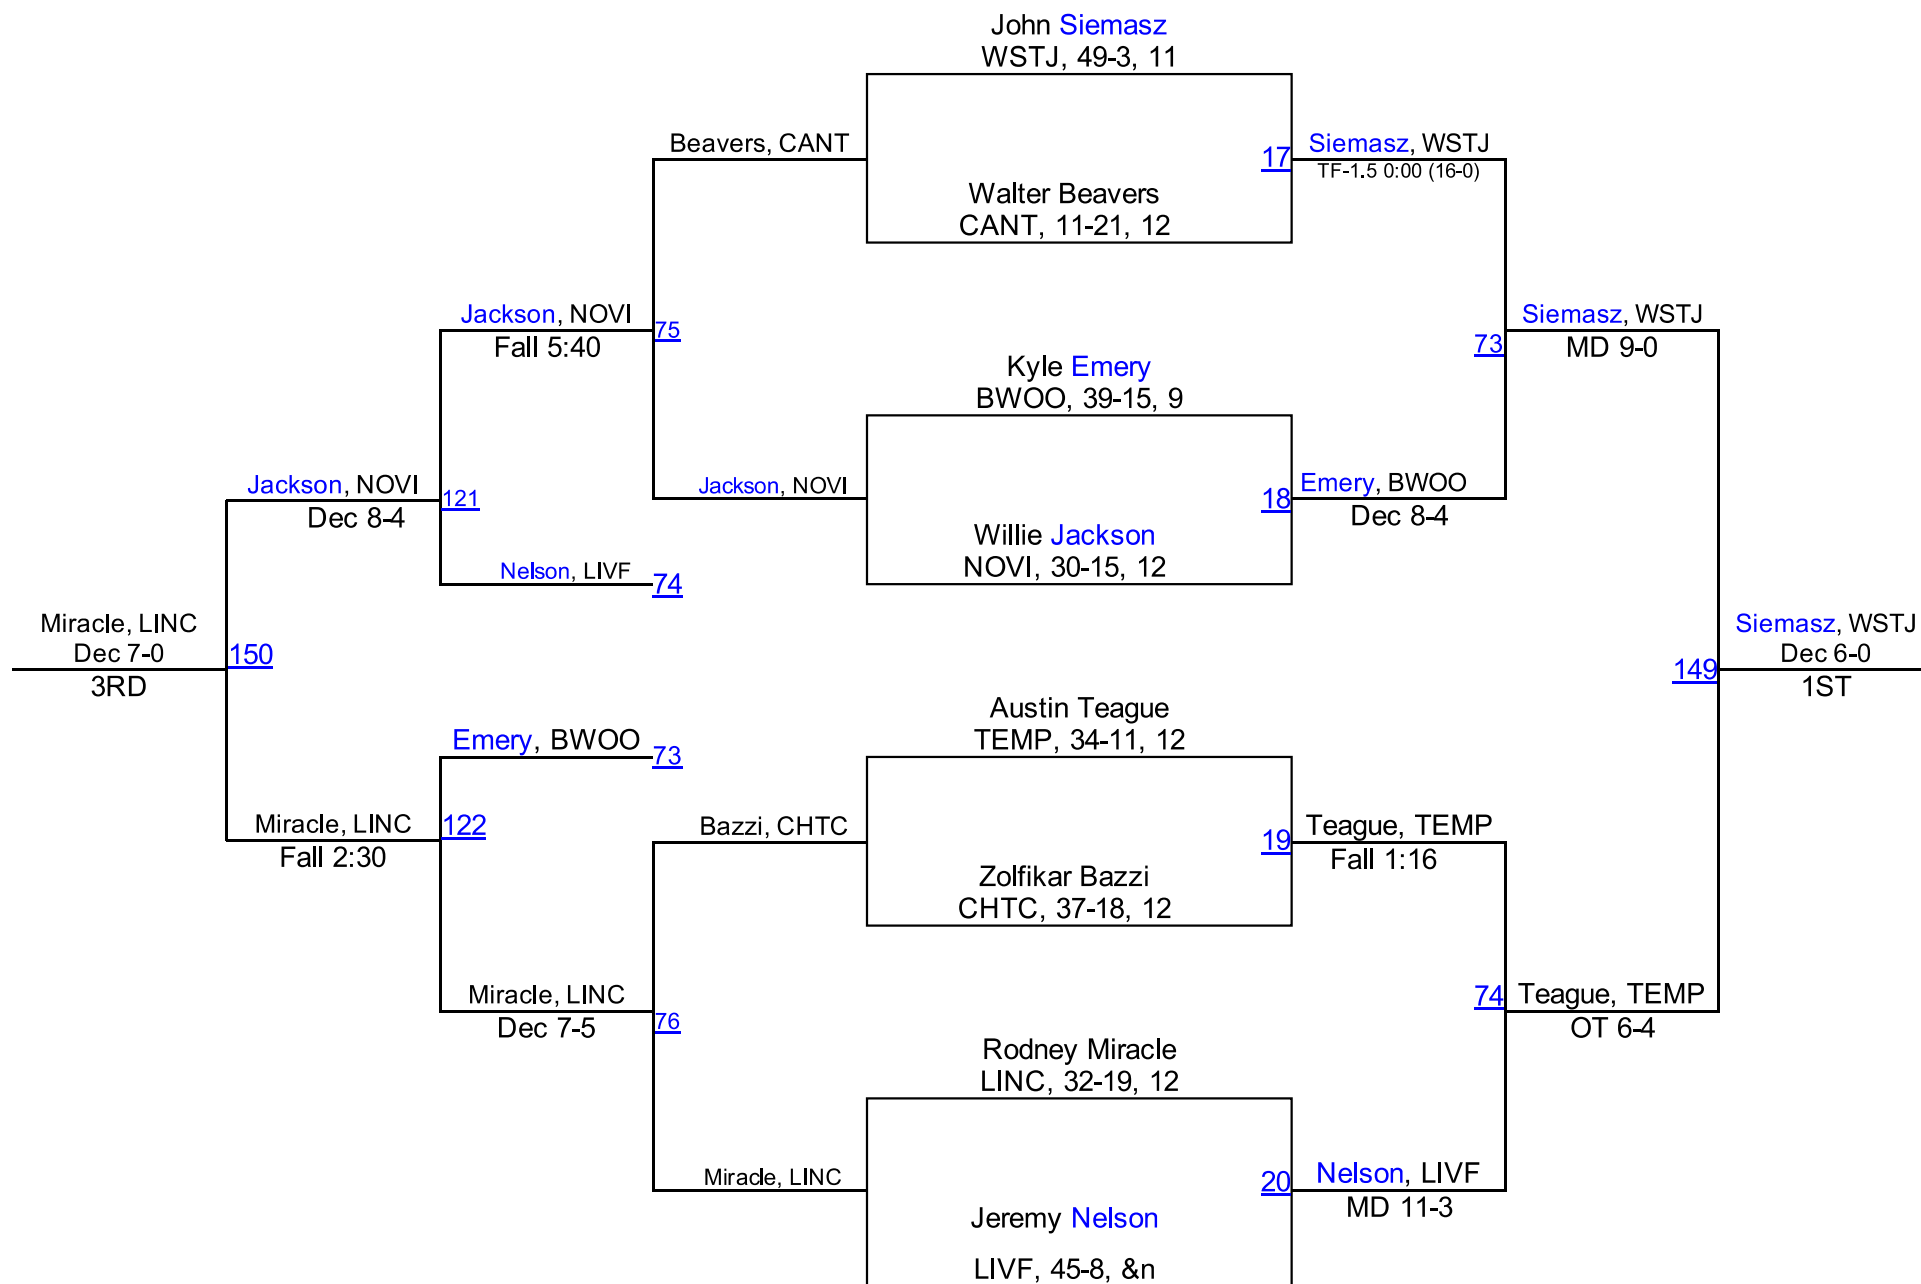 John Siemasz
WSTJ, 49-3, 11
Beavers, CANT
17
Siemasz, WSTJ
TF-1.5 0:00 (16-0)
Walter Beavers
CANT, 11-21, 12
Jackson, NOVI
Fall 5:40
75
73
Siemasz, WSTJ
MD 9-0
Kyle Emery
BWOO, 39-15, 9
Jackson, NOVI
Dec 8-4
121
Jackson, NOVI
18
Emery, BWOO
Dec 8-4
Willie Jackson
NOVI, 30-15, 12
Nelson, LIVF
74
Miracle, LINC
Dec 7-0
3RD
150
149
Siemasz, WSTJ
Dec 6-0
1ST
Austin Teague
TEMP, 34-11, 12
Emery, BWOO
73
Miracle, LINC
Fall 2:30
122
Bazzi, CHTC
19
Teague, TEMP
Fall 1:16
Zolfikar Bazzi
CHTC, 37-18, 12
Miracle, LINC
Dec 7-5
76
74
Teague, TEMP
OT 6-4
Rodney Miracle
LINC, 32-19, 12
Miracle, LINC
20
Nelson, LIVF
MD 11-3
Jeremy Nelson
LIVF, 45-8, &n